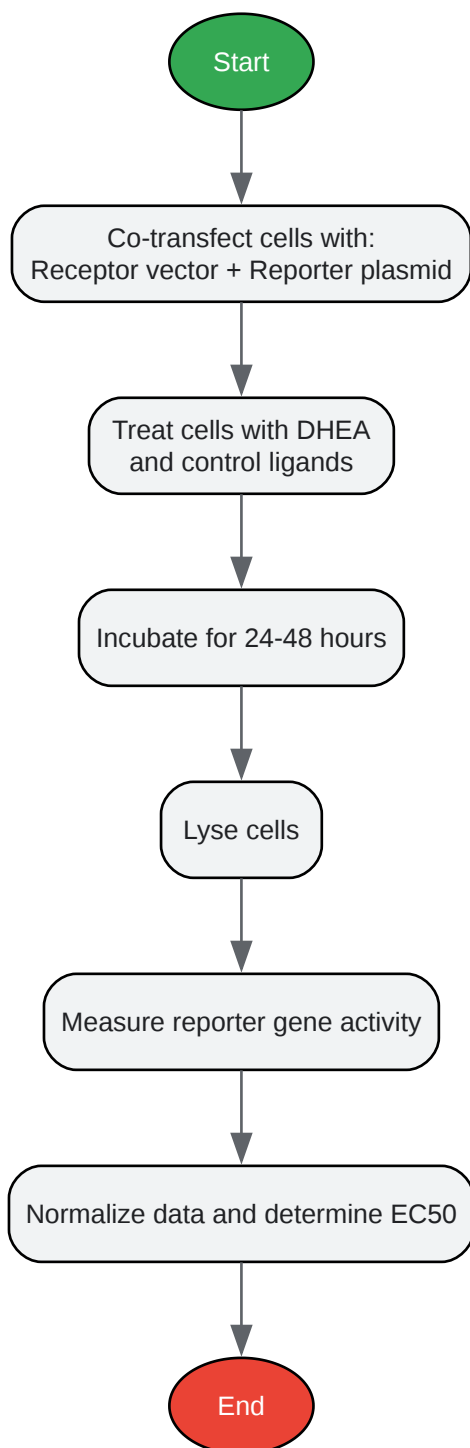 Start
Co-transfect cells with:
Receptor vector + Reporter plasmid
Treat cells with DHEA
and control ligands
Incubate for 24-48 hours
Lyse cells
Measure reporter gene activity
Normalize data and determine EC50
End